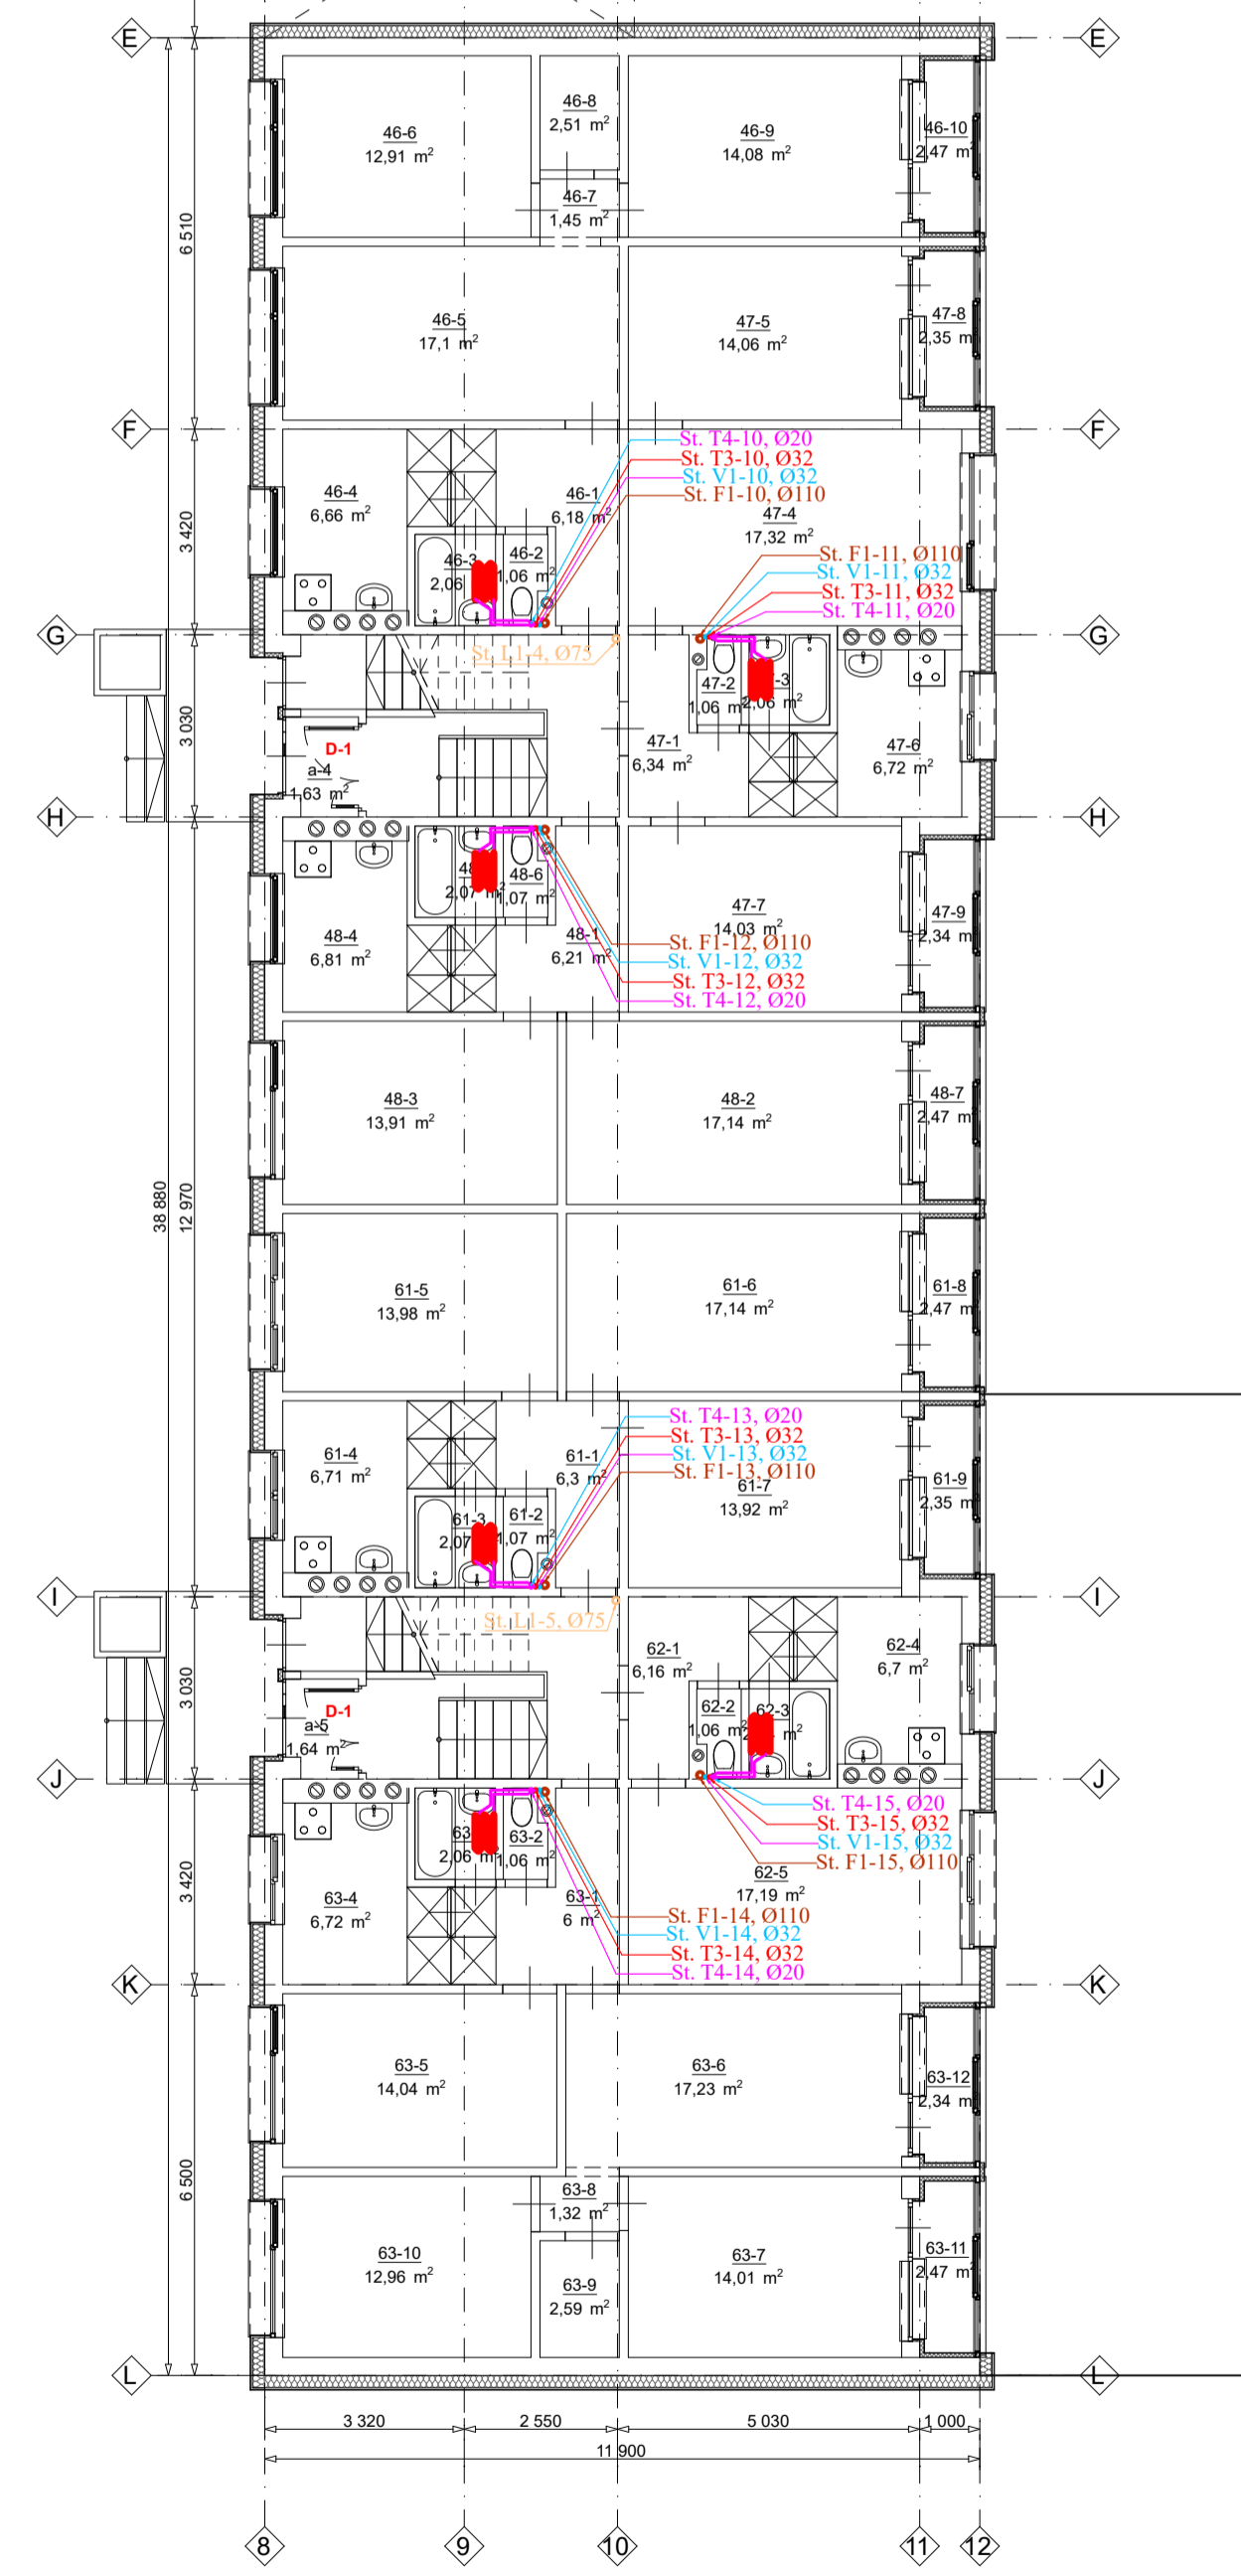 E
E
46-6
12,91 m²
46-8
2,51 m²
46-9
14,08 m²
46-10
2,47 m²
46-7
1,45 m²
6 510
46-5
17,1 m²
47-5
14,06 m²
47-8
2,35 m
F
F
St. T4-10, Ø20
St. T3-10, Ø32
St. V1-10, Ø32
St. F1-10, Ø110
46-4
6,66 m²
46-1
6,18 m²
47-4
17,32 m²
3 420
46-3
2,06
46-2
1,06 m²
St. F1-11, Ø110
St. V1-11, Ø32
St. T3-11, Ø32
St. T4-11, Ø20
G
G
St. L1-4, Ø75
47-2
1,06 m²
-3
2,06 m²
3 030
D-1
a-4
1,63 m²
47-1
6,34 m²
47-6
6,72 m²
H
H
48
2,07 m²
48-6
1,07 m²
48-4
6,81 m²
48-1
6,21 m²
47-7
14,03 m²
47-9
2,34 m
St. F1-12, Ø110
St. V1-12, Ø32
St. T3-12, Ø32
St. T4-12, Ø20
48-3
13,91 m²
48-2
17,14 m²
48-7
2,47 m²
38 880
12 970
61-5
13,98 m²
61-6
17,14 m²
61-8
2,47 m
St. T4-13, Ø20
St. T3-13, Ø32
St. V1-13, Ø32
St. F1-13, Ø110
61-4
6,71 m²
61-1
6,3 m²
61-7
13,92 m²
61-9
2,35 m
61-3
2,07
61-2
1,07 m²
I
I
St. L1-5, Ø75
62-1
6,16 m²
62-4
6,7 m²
3 030
D-1
a-5
1,64 m²
62-2
1,06 m²
62-3
J
J
St. T4-15, Ø20
St. T3-15, Ø32
St. V1-15, Ø32
St. F1-15, Ø110
63
2,06 m
63-2
1,06 m²
62-5
17,19 m²
3 420
63-4
6,72 m²
63-1
6 m²
St. F1-14, Ø110
St. V1-14, Ø32
St. T3-14, Ø32
St. T4-14, Ø20
K
K
63-5
14,04 m²
63-6
17,23 m²
63-12
2,34 m
6 500
63-8
1,32 m²
63-10
12,96 m²
63-9
2,59 m²
63-7
14,01 m²
63-11
2,47 m²
L
L
3 320
2 550
5 030
1 000
11 900
8
9
10
11
12